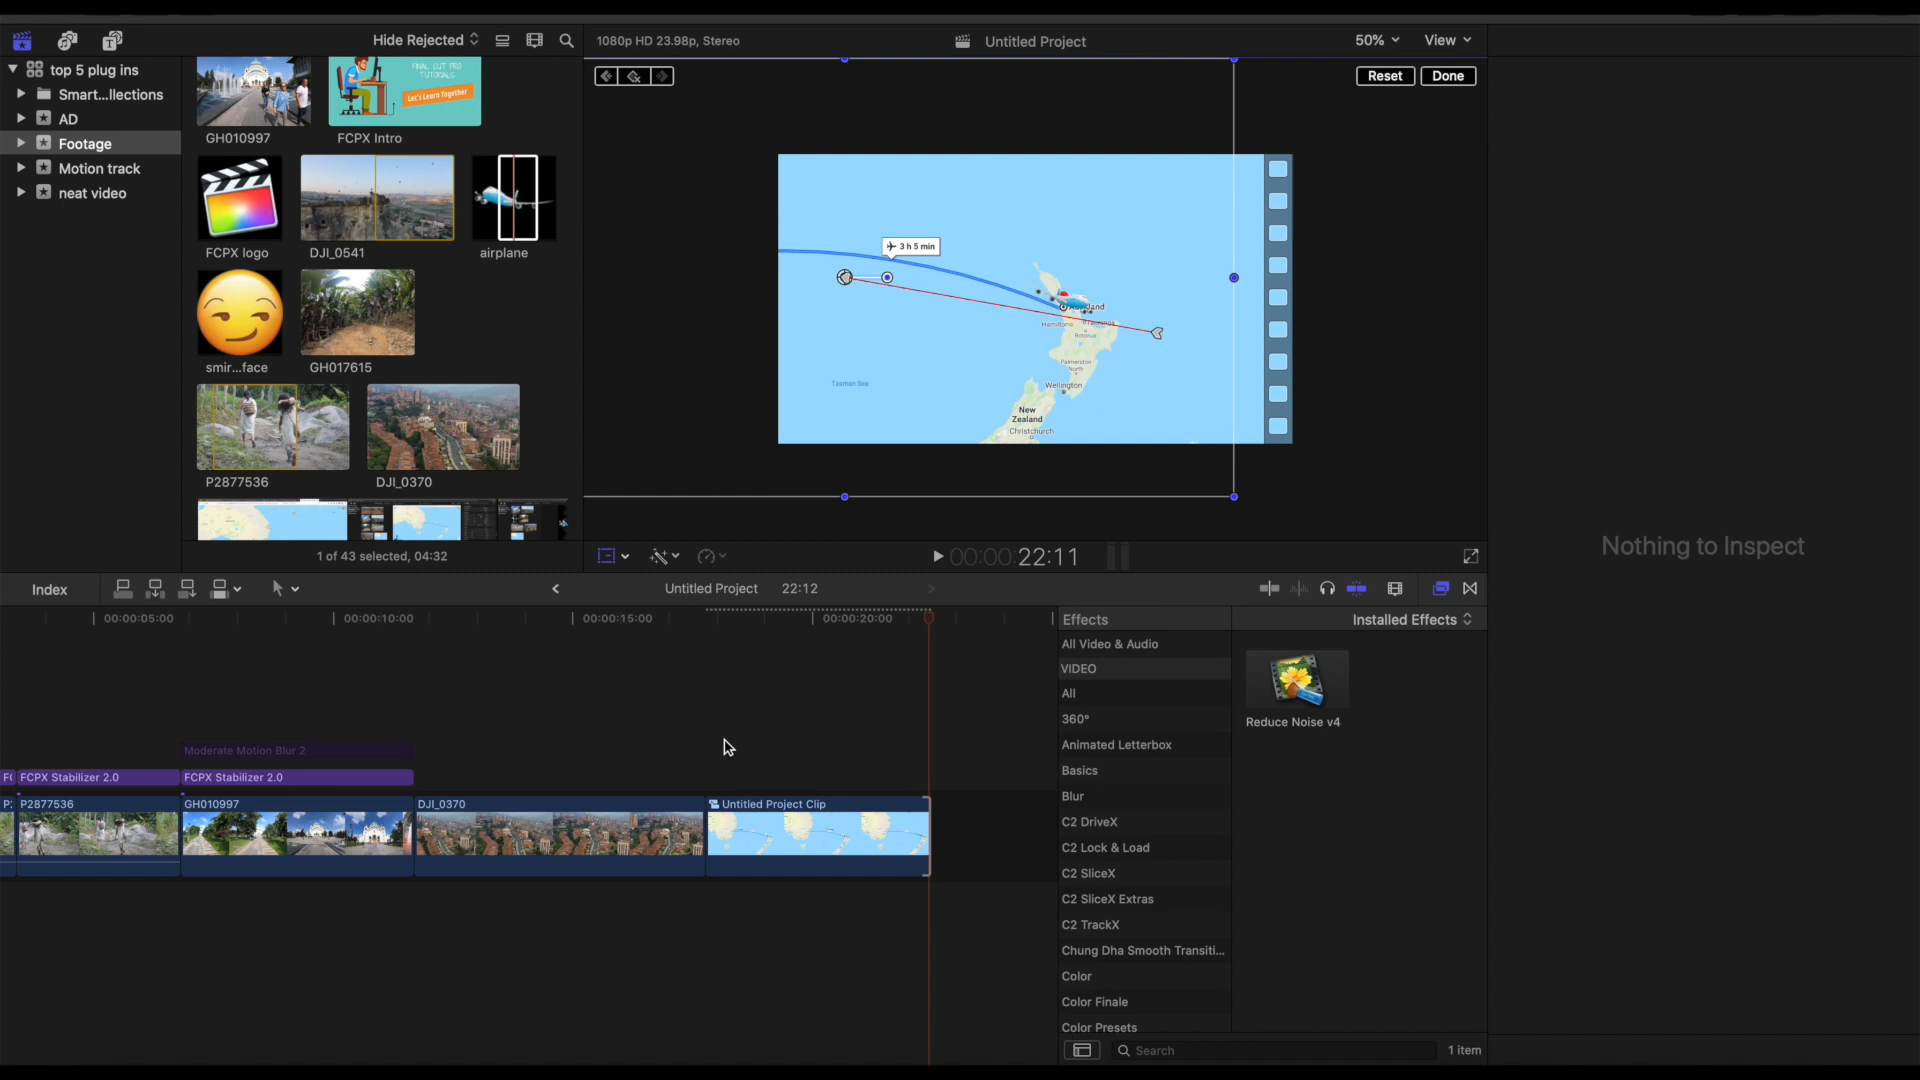 Hide Rejected
1080p HD 23.98p, Stereo
Untitled Project
50%
View
top 5 plug ins
Smart...llections
AD
Footage
Motion track
neat video
FINAL CUT PRO
TUTORIALS
Let's Learn Together
GH010997
FCPX Intro
FCPX logo
DJI_0541
airplane
smir...face
GH017615
P2877536
DJI_0370
1 of 43 selected, 04:32
Reset
Done
3 h 5 min
Hamilton
Tauranga
Rotorua
Palmerston
North
Wellington
Tasman Sea
New
Zealand
Christchurch
00:00:22:11
Nothing to Inspect
Index
Untitled Project
22:12
00:00:05:00
00:00:10:00
00:00:15:00
00:00:20:00
Moderate Motion Blur 2
FCPX Stabilizer 2.0
FCPX Stabilizer 2.0
P2877536
GH010997
DJI_0370
Untitled Project Clip
Effects
Installed Effects
All Video & Audio
VIDEO
All
360°
Animated Letterbox
Basics
Blur
C2 DriveX
C2 Lock & Load
C2 SliceX
C2 SliceX Extras
C2 TrackX
Chung Dha Smooth Transiti...
Color
Color Finale
Color Presets
Reduce Noise v4
Search
1 item